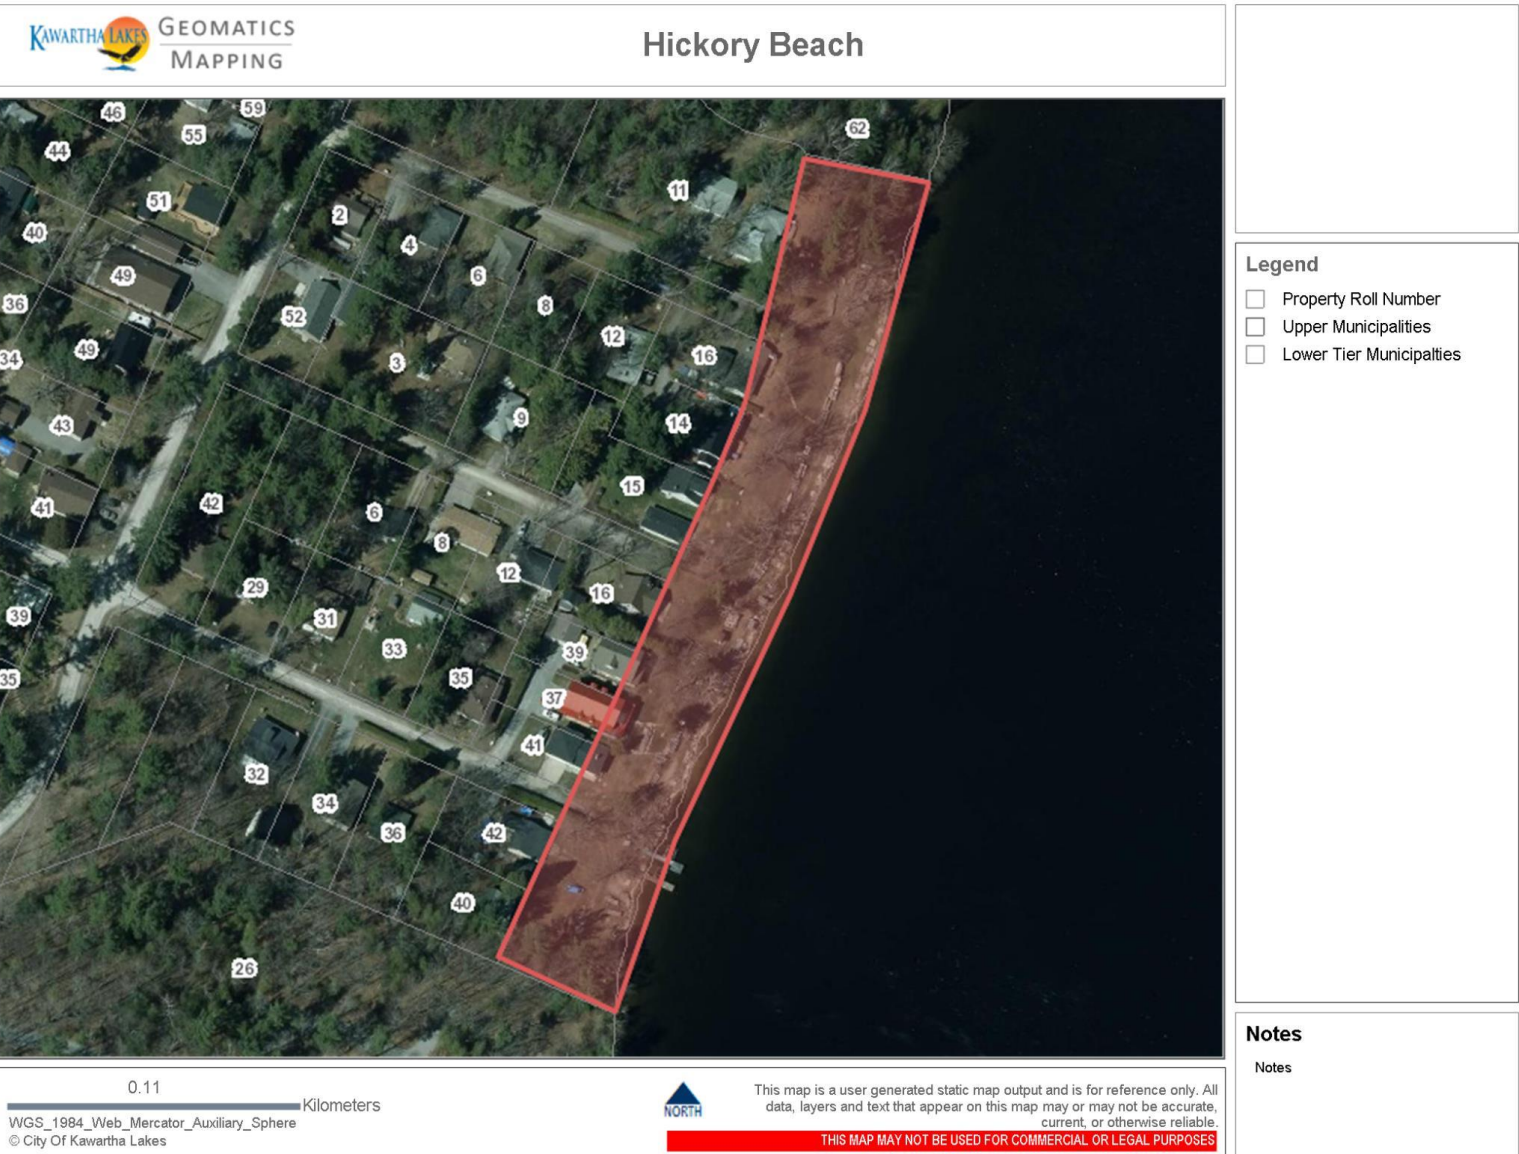 KAWARTHA LAKES
GEOMATICS
MAPPING
Hickory Beach
46
59
55
62
44
51
11
2
40
4
49
6
36
8
52
12
49
34
16
3
9
14
43
15
42
41
6
8
12
29
16
39
31
33
39
35
35
37
41
32
34
36
42
40
26
Legend
Property Roll Number
Upper Municipalities
Lower Tier Municipalties
Notes
Notes
0.11
Kilometers
WGS_1984_Web_Mercator_Auxiliary_Sphere
© City Of Kawartha Lakes
NORTH
This map is a user generated static map output and is for reference only. All
data, layers and text that appear on this map may or may not be accurate,
current, or otherwise reliable.
THIS MAP MAY NOT BE USED FOR COMMERCIAL OR LEGAL PURPOSES